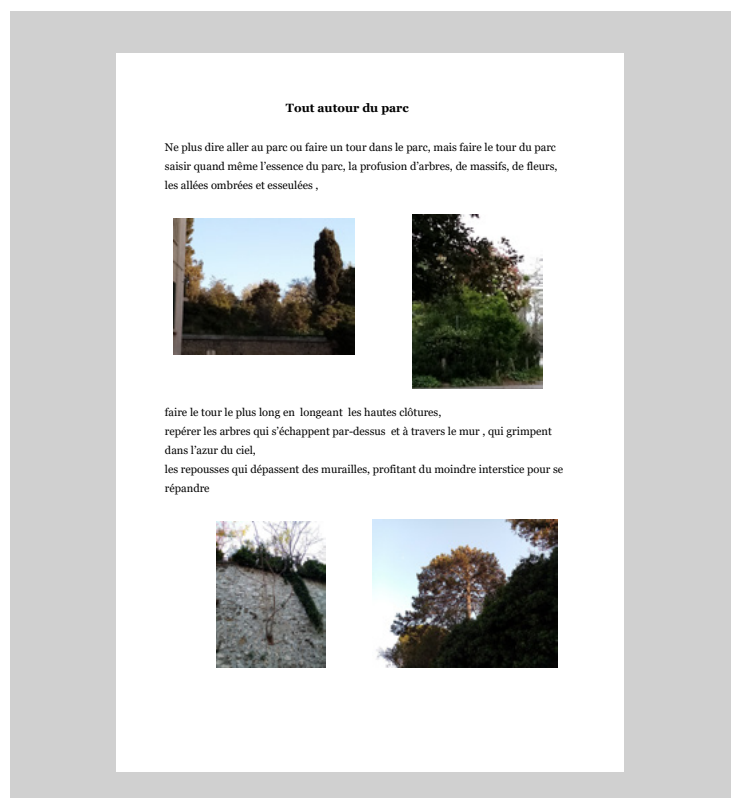 Tout autour du parc
Ne plus dire aller au parc ou faire un tour dans le parc, mais faire le tour du parc
saisir quand même l’essence du parc, la profusion d’arbres, de massifs, de fleurs,
les allées ombrées et esseulées ,
faire le tour le plus long en  longeant  les hautes clôtures,
repérer les arbres qui s’échappent par-dessus  et à travers le mur , qui grimpent
dans l’azur du ciel,
les repousses qui dépassent des murailles, profitant du moindre interstice pour se
répandre